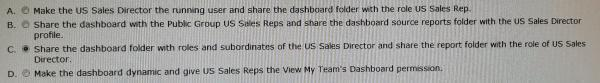 A. Make the US Sales Director the running user and share the dashboard folder with the role US Sales Rep.
B. Share the dashboard with the Public Group US Sales Reps and share the dashboard source reports folder with the US Sales Director
profile.
C. Share the dashboard folder with roles and subordinates of the US Sales Director and share the report folder with the role of US Sales
Director.
D. Make the dashboard dynamic and give US Sales Reps the View My Team's Dashboard permission.